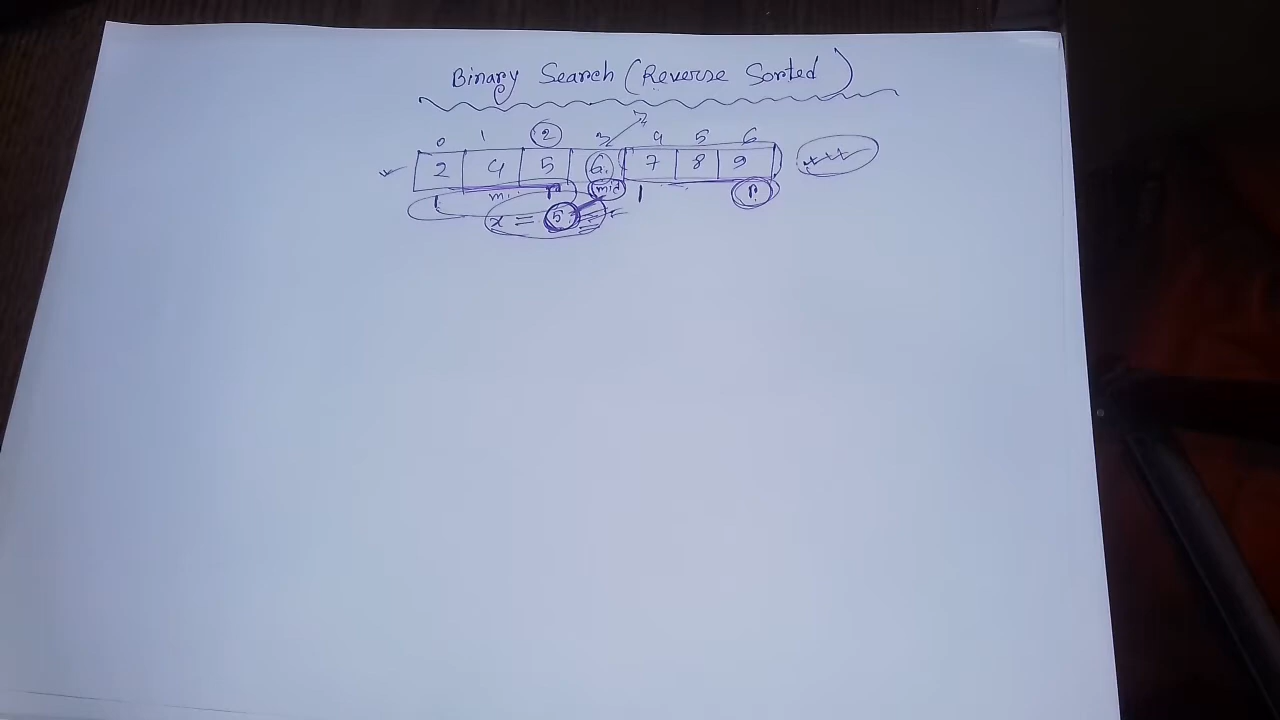 Binary Search (Reverse Sorted)
0 1 2 3 4 5 6
2 4 5 6 7 8 9
l r mid l r
x = 5